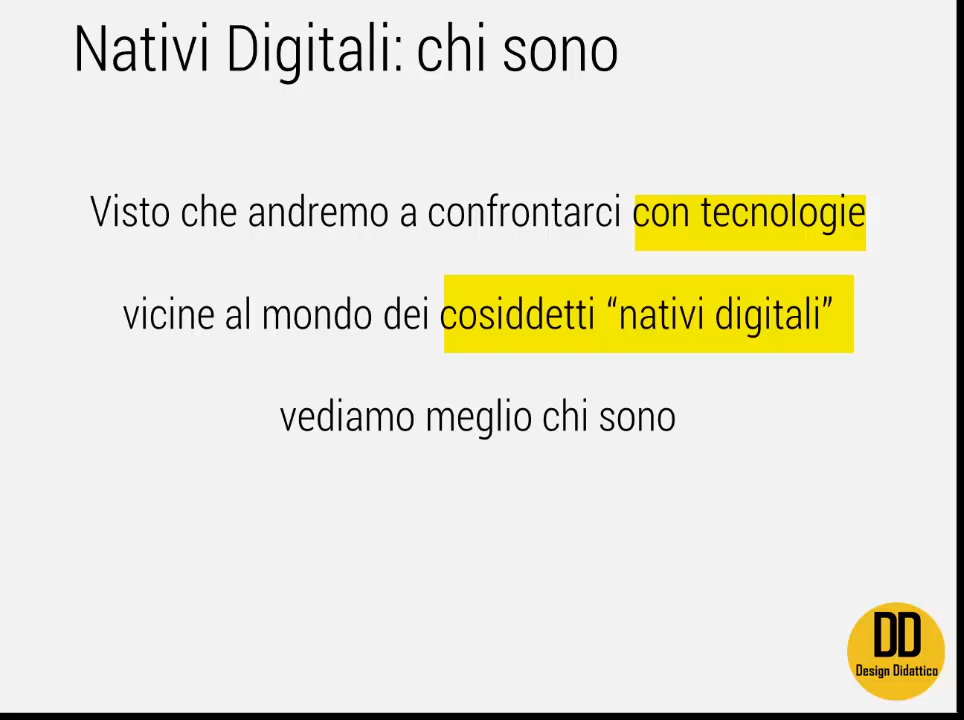 Nativi Digitali: chi sono
Visto che andremo a confrontarci con tecnologie
vicine al mondo dei cosiddetti “nativi digitali”
vediamo meglio chi sono
DD
Design Didattico